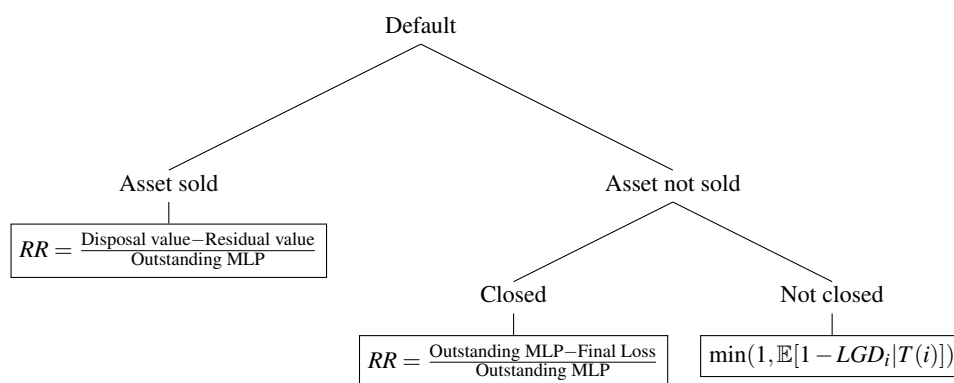 Default
Asset sold
Asset not sold
RR = Disposal value−Residual value / Outstanding MLP
Closed
Not closed
RR = Outstanding MLP−Final Loss / Outstanding MLP
min(1, 𝔼[1 − LGD_i|T(i)])